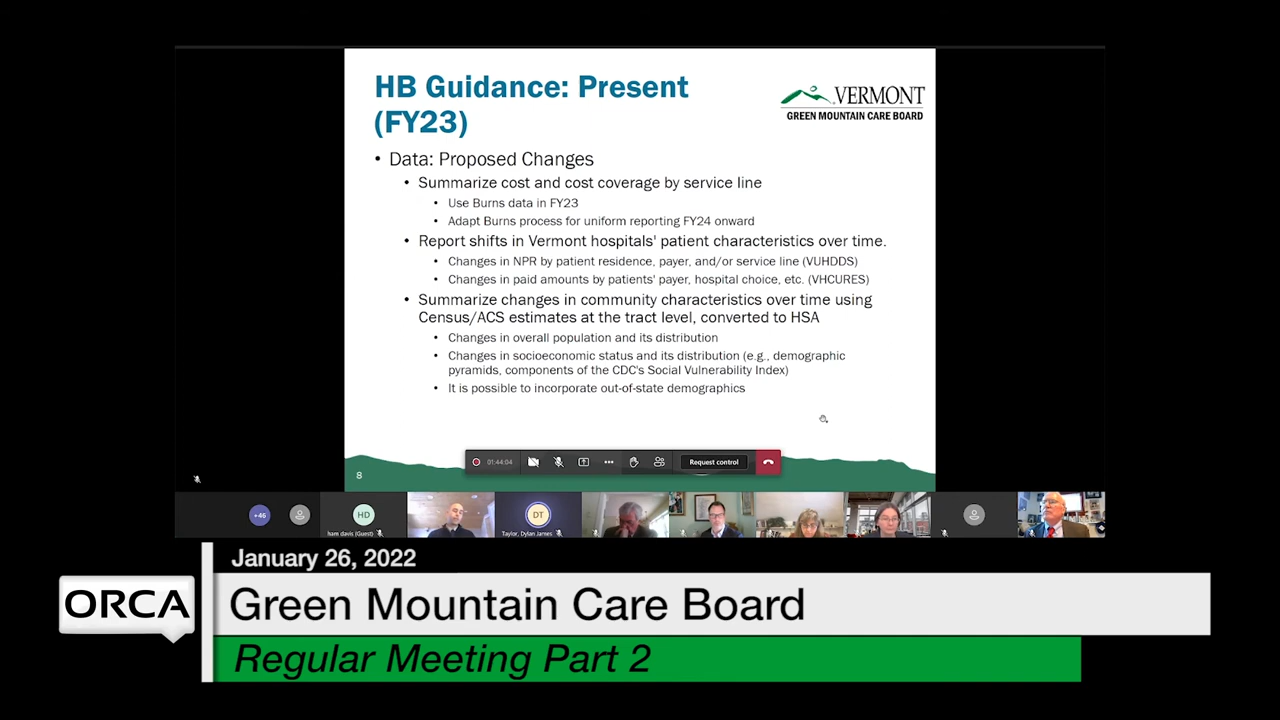 HB Guidance: Present
(FY23)
VERMONT
GREEN MOUNTAIN CARE BOARD
• Data: Proposed Changes
• Summarize cost and cost coverage by service line
• Use Burns data in FY23
• Adapt Burns process for uniform reporting FY24 onward
• Report shifts in Vermont hospitals' patient characteristics over time.
• Changes in NPR by patient residence, payer, and/or service line (VUHDDS)
• Changes in paid amounts by patients' payer, hospital choice, etc. (VHCURES)
• Summarize changes in community characteristics over time using
Census/ACS estimates at the tract level, converted to HSA
• Changes in overall population and its distribution
• Changes in socioeconomic status and its distribution (e.g., demographic
pyramids, components of the CDC's Social Vulnerability Index)
• It is possible to incorporate out-of-state demographics
01:44:04
Request control
8
+46
HD
ham davis (Guest)
DT
Taylor, Dylan James
January 26, 2022
ORCA
Green Mountain Care Board
Regular Meeting Part 2